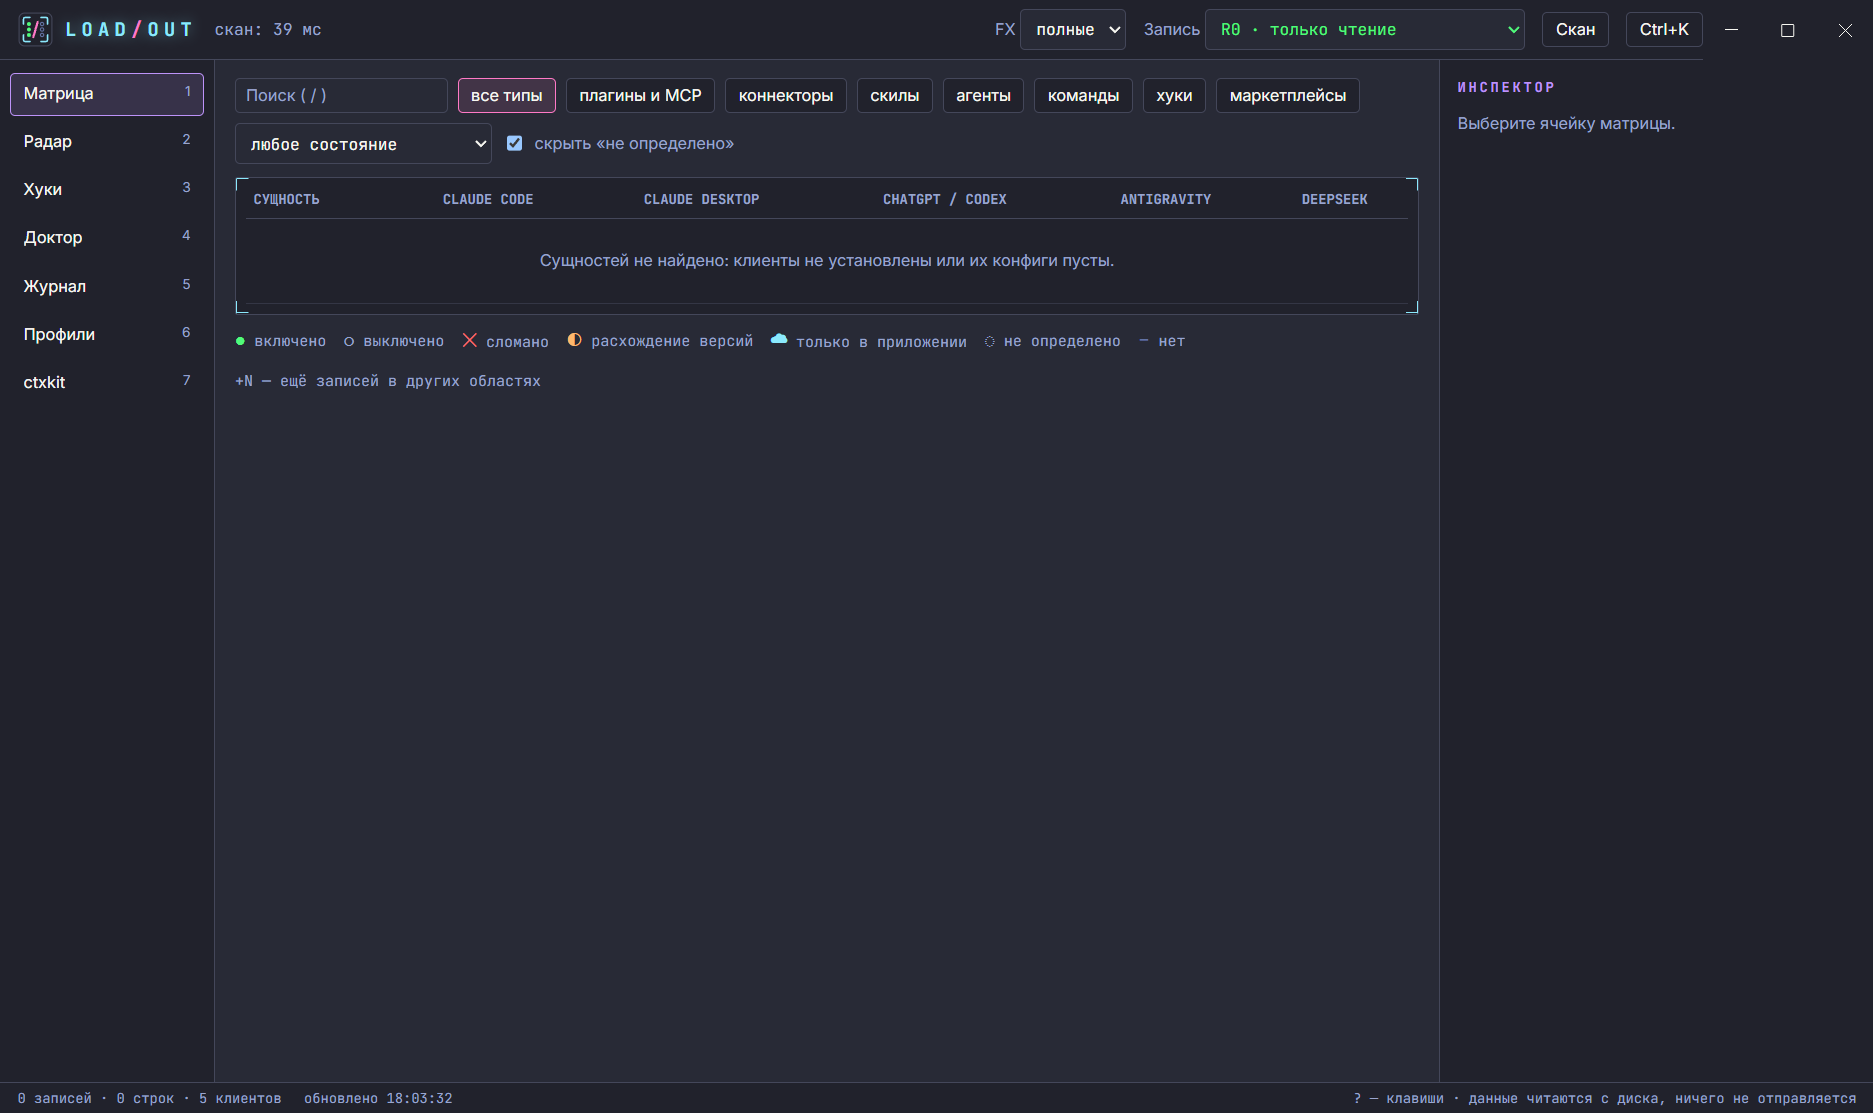 LOAD/OUT скан: 39 мс FX полные Запись R0 · только чтение Скан Ctrl+K
Матрица 1
Радар 2
Хуки 3
Доктор 4
Журнал 5
Профили 6
ctxkit 7
Поиск ( / ) все типы плагины и MCP коннекторы скилы агенты команды хуки маркетплейсы
любое состояние скрыть «не определено»
СУЩНОСТЬ CLAUDE CODE CLAUDE DESKTOP CHATGPT / CODEX ANTIGRAVITY DEEPSEEK
Сущностей не найдено: клиенты не установлены или их конфиги пусты.
включено выключено сломано расхождение версий только в приложении не определено — нет
+N — ещё записей в других областях
ИНСПЕКТОР
Выберите ячейку матрицы.
0 записей · 0 строк · 5 клиентов обновлено 18:03:32
? — клавиши · данные читаются с диска, ничего не отправляется